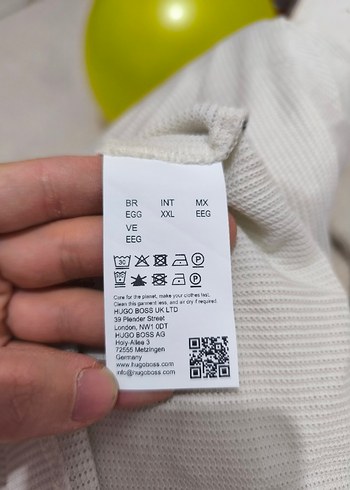 BR INT MX
EGG XXL EEG
VE
EEG
Care for the planet, make your clothes last.
Clean this garment less, and air dry if required.
HUGO BOSS UK LTD
39 Plender Street
London, NW1 0DT
HUGO BOSS AG
Holy-Allee 3
72555 Metzingen
Germany
www.hugoboss.com
info@hugoboss.com